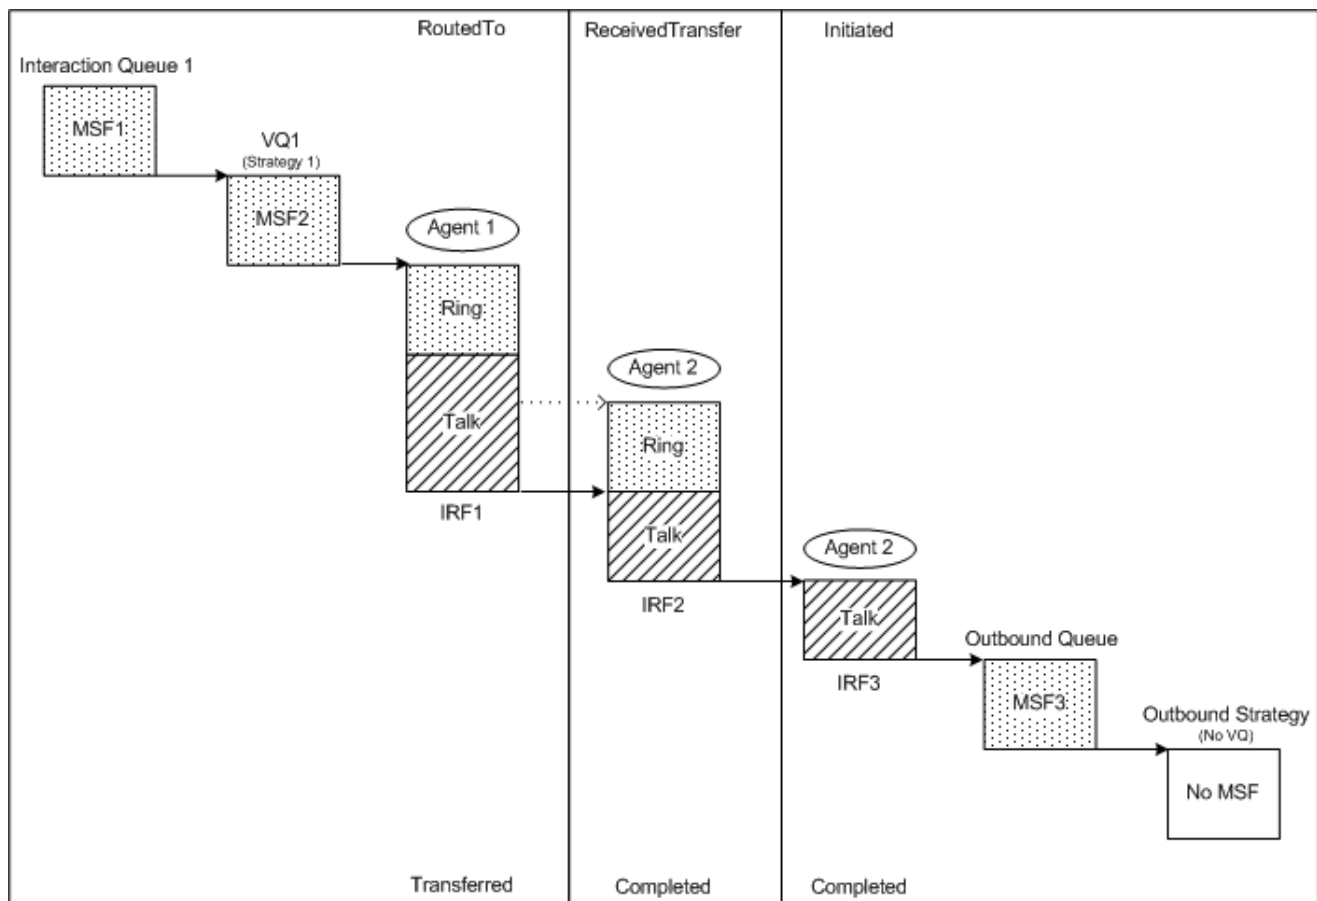 RoutedTo
ReceivedTransfer
Initiated
Interaction Queue 1
MSF1
VQ1
(Strategy 1)
MSF2
Agent 1
Ring
Talk
IRF1
Agent 2
Ring
Talk
IRF2
Agent 2
Talk
IRF3
Outbound Queue
MSF3
Outbound Strategy
(No VQ)
No MSF
Transferred
Completed
Completed